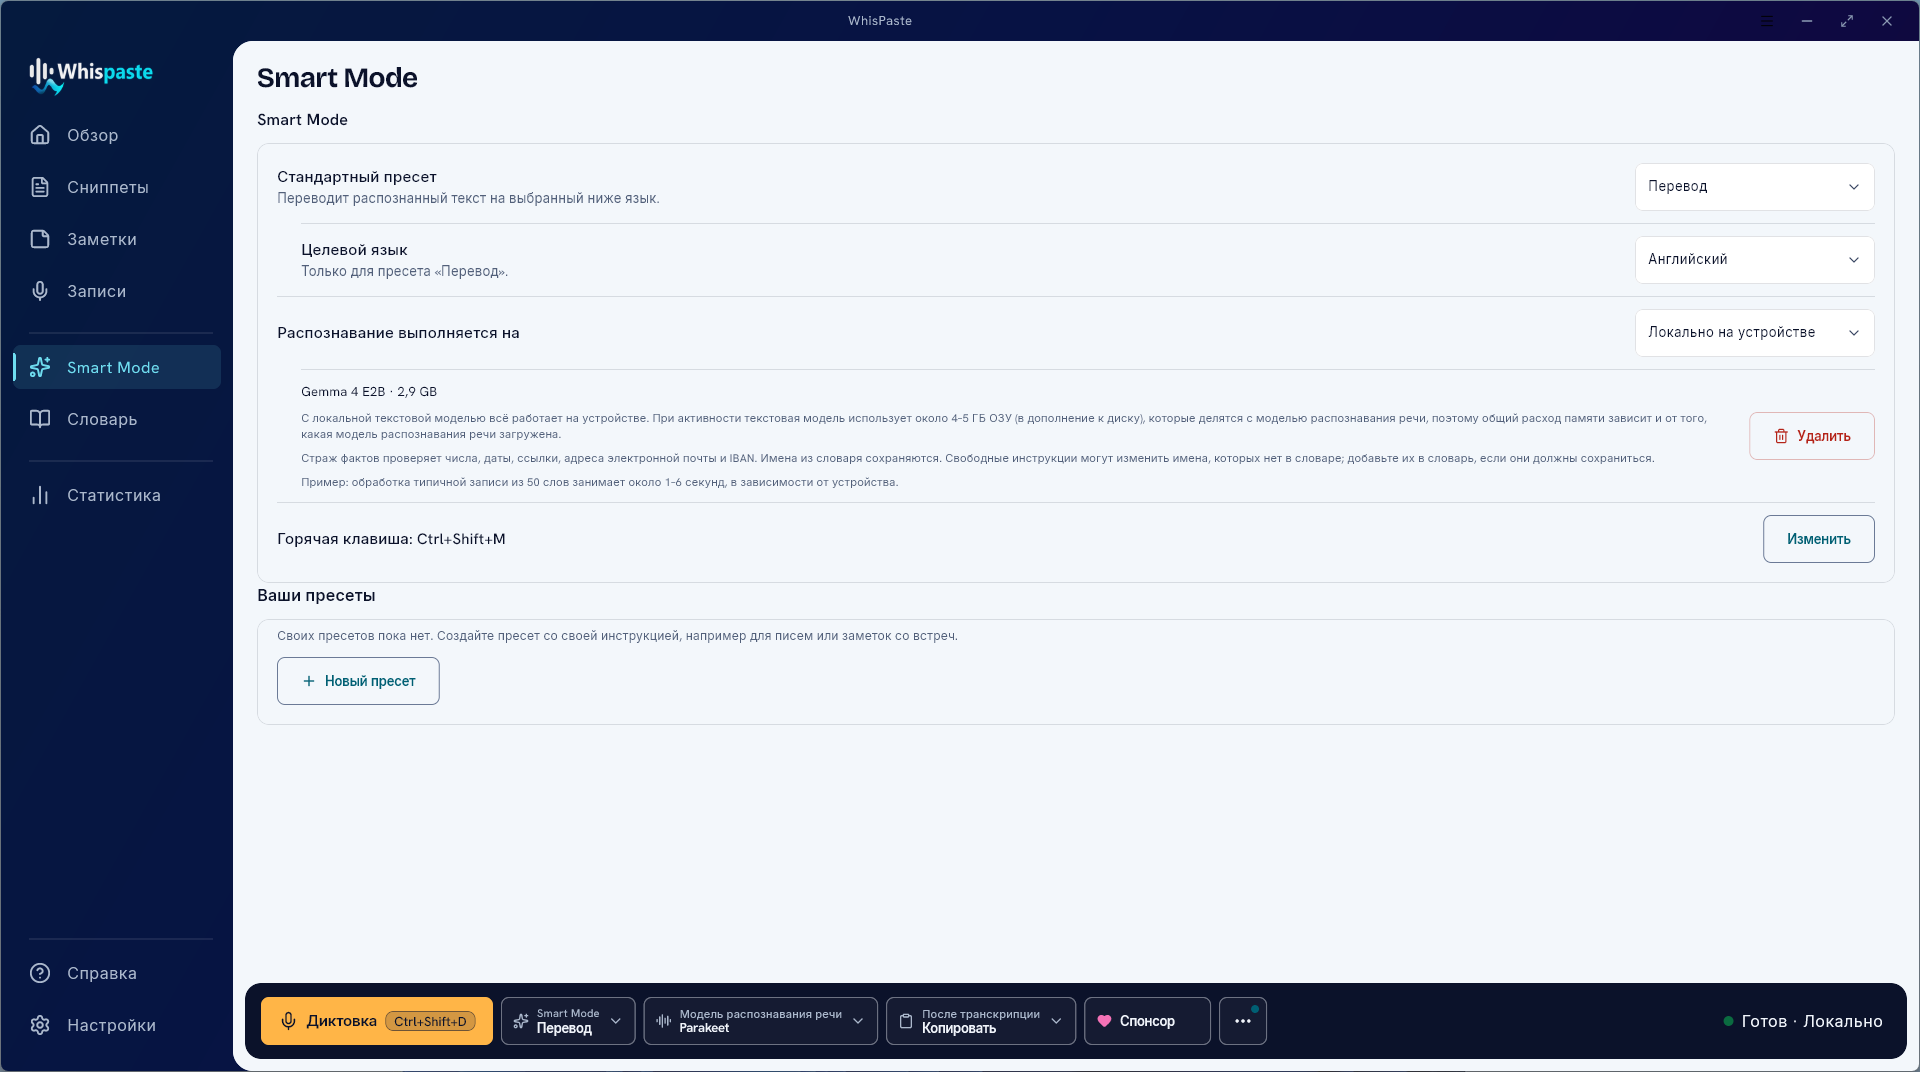 WhisPaste
Whispaste
Обзор
Сниппеты
Заметки
Записи
Smart Mode
Словарь
Статистика
Справка
Настройки
Smart Mode
Smart Mode
Стандартный пресет
Переводит распознанный текст на выбранный ниже язык.
Перевод
Целевой язык
Только для пресета «Перевод».
Английский
Распознавание выполняется на
Локально на устройстве
Gemma 4 E2B · 2,9 GB
С локальной текстовой моделью всё работает на устройстве. При активности текстовая модель использует около 4-5 ГБ ОЗУ (в дополнение к диску), которые делятся с моделью распознавания речи, поэтому общий расход памяти зависит и от того,
какая модель распознавания речи загружена.
Страж фактов проверяет числа, даты, ссылки, адреса электронной почты и IBAN. Имена из словаря сохраняются. Свободные инструкции могут изменить имена, которых нет в словаре; добавьте их в словарь, если они должны сохраниться.
Пример: обработка типичной записи из 50 слов занимает около 1-6 секунд, в зависимости от устройства.
Удалить
Горячая клавиша: Ctrl+Shift+M
Изменить
Ваши пресеты
Своих пресетов пока нет. Создайте пресет со своей инструкцией, например для писем или заметок со встреч.
Новый пресет
Диктовка Ctrl+Shift+D
Smart Mode
Перевод
Модель распознавания речи
Parakeet
После транскрипции
Копировать
Спонсор
Готов · Локально